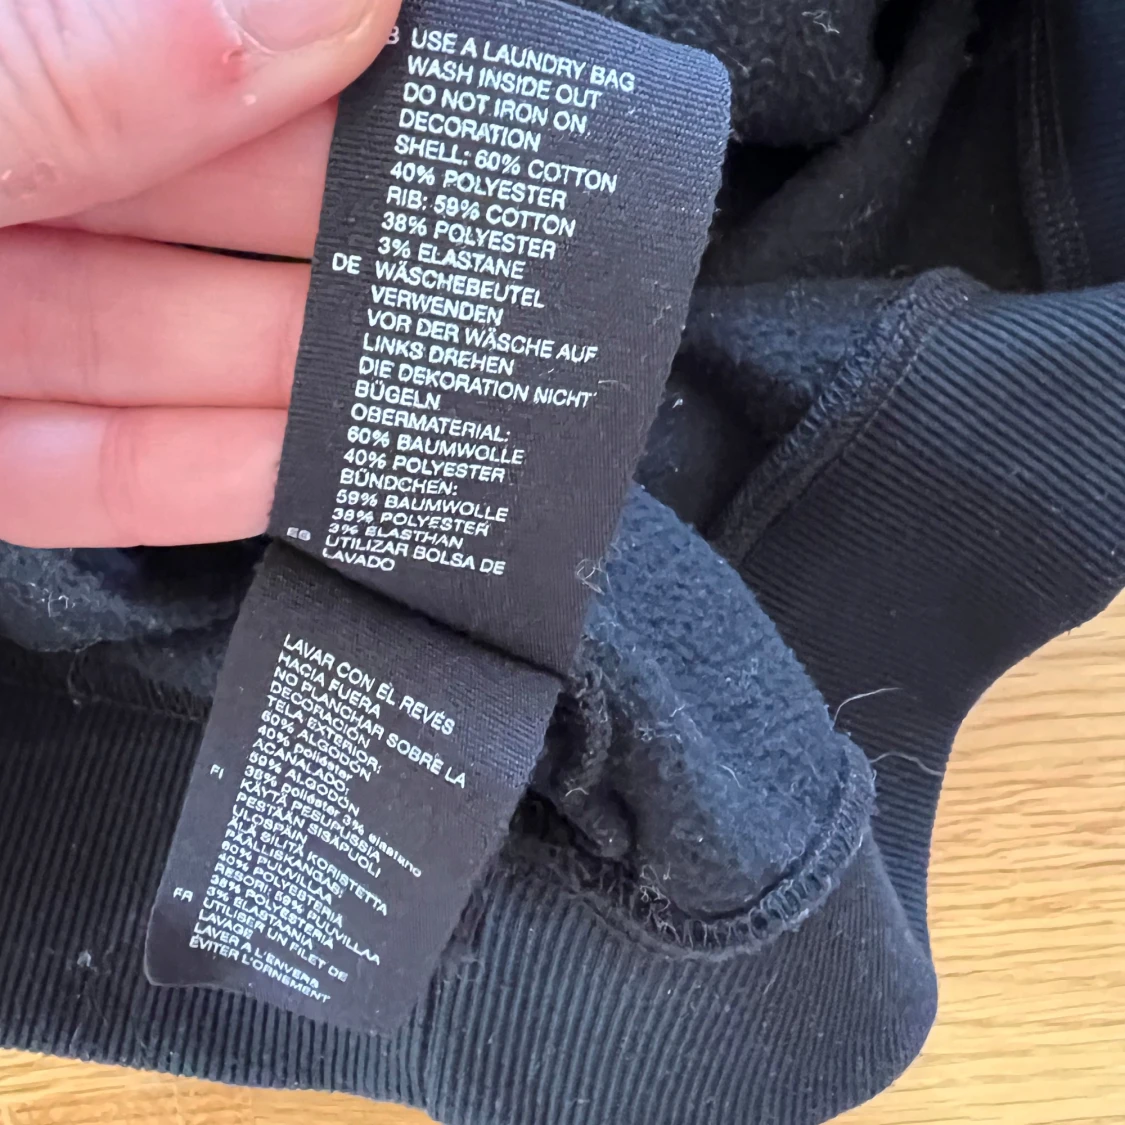 B USE A LAUNDRY BAG
WASH INSIDE OUT
DO NOT IRON ON
DECORATION
SHELL: 60% COTTON
40% POLYESTER
RIB: 59% COTTON
38% POLYESTER
3% ELASTANE
DE WÄSCHEBEUTEL
VERWENDEN
VOR DER WÄSCHE AUF
LINKS DREHEN
DIE DEKORATION NICHT
BÜGELN
OBERMATERIAL:
60% BAUMWOLLE
40% POLYESTER
BÜNDCHEN:
59% BAUMWOLLE
38% POLYESTER
3% ELASTHAN
ES UTILIZAR BOLSA DE
LAVADO
LAVAR CON EL REVÉS
HACIA FUERA
NO PLANCHAR SOBRE LA
DECORACIÓN
TELA EXTERIOR:
60% ALGODÓN
40% poliéster
ACANALADO:
59% ALGODÓN
38% poliéster 3% elastano
FI KÄYTÄ PESUPUSSIA
PESTÄÄN SISÄPUOLI
ULOSPÄIN
ÄLÄ SILITÄ KORISTETTA
PÄÄLLISKANGAS:
60% PUUVILLAA
40% POLYESTERIÄ
RESORI: 59% PUUVILLAA
38% POLYESTERIÄ
3% ELASTAANIA
FR UTILISER UN FILET DE
LAVAGE
LAVER A L'ENVERS
ÉVITER L'ORNEMENT